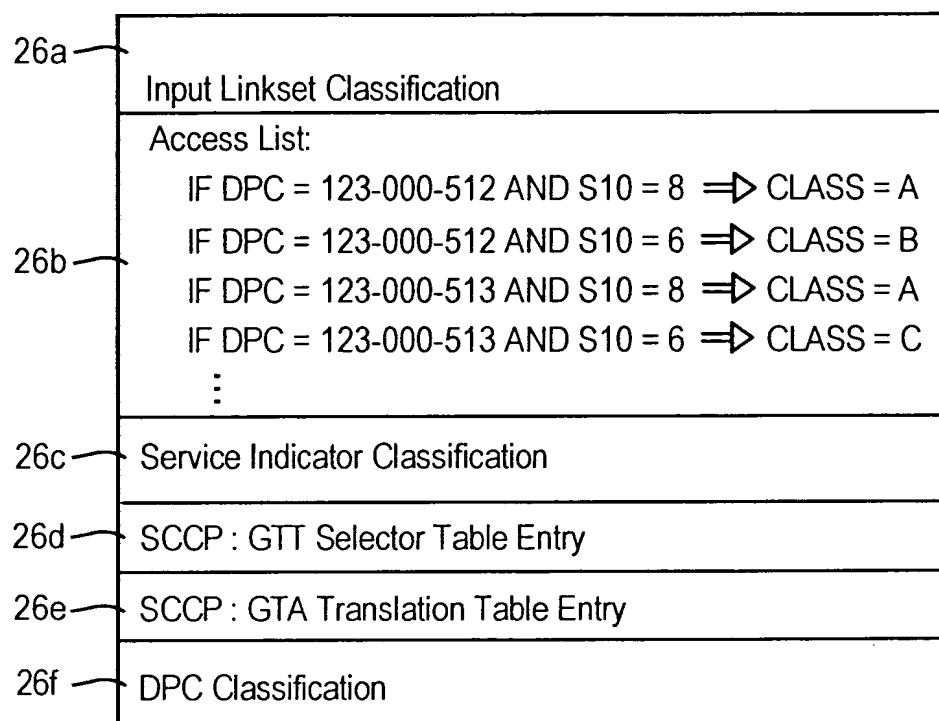 26a
Input Linkset Classification
26b
Access List:
IF DPC = 123-000-512 AND S10 = 8 ⇒ CLASS = A
IF DPC = 123-000-512 AND S10 = 6 ⇒ CLASS = B
IF DPC = 123-000-513 AND S10 = 8 ⇒ CLASS = A
IF DPC = 123-000-513 AND S10 = 6 ⇒ CLASS = C
⋮
26c Service Indicator Classification
26d SCCP : GTT Selector Table Entry
26e SCCP : GTA Translation Table Entry
26f DPC Classification